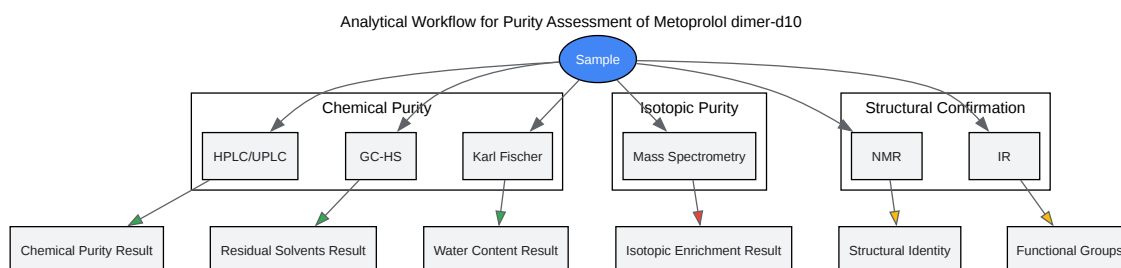 Analytical Workflow for Purity Assessment of Metoprolol dimer-d10
Sample
Chemical Purity
Isotopic Purity
Structural Confirmation
HPLC/UPLC
GC-HS
Karl Fischer
Mass Spectrometry
NMR
IR
Chemical Purity Result
Residual Solvents Result
Water Content Result
Isotopic Enrichment Result
Structural Identity
Functional Groups